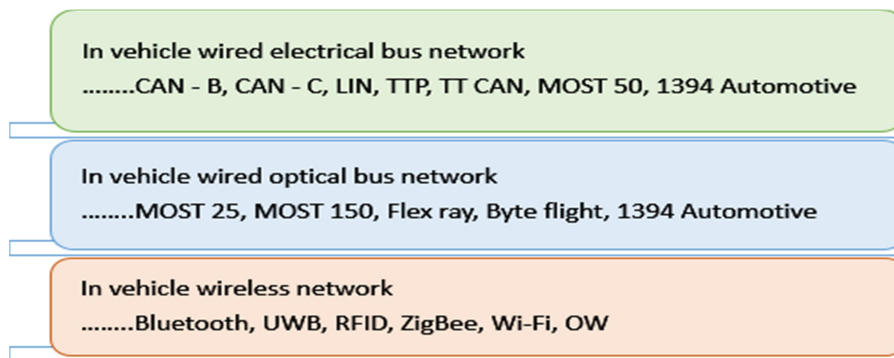 In vehicle wired electrical bus network
........CAN - B, CAN - C, LIN, TTP, TT CAN, MOST 50, 1394 Automotive
In vehicle wired optical bus network
........MOST 25, MOST 150, Flex ray, Byte flight, 1394 Automotive
In vehicle wireless network
........Bluetooth, UWB, RFID, ZigBee, Wi-Fi, OW